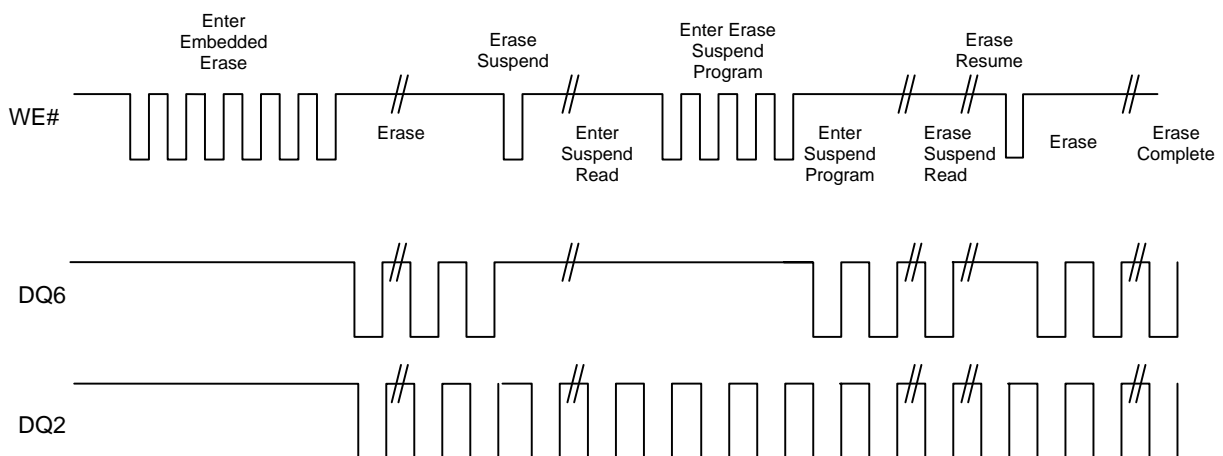 Enter
Embedded
Erase
Erase
Suspend
Enter Erase
Suspend
Program
Erase
Resume
WE#
Erase
Enter
Suspend
Read
Enter
Suspend
Program
Erase
Suspend
Read
Erase
Erase
Complete
DQ6
DQ2